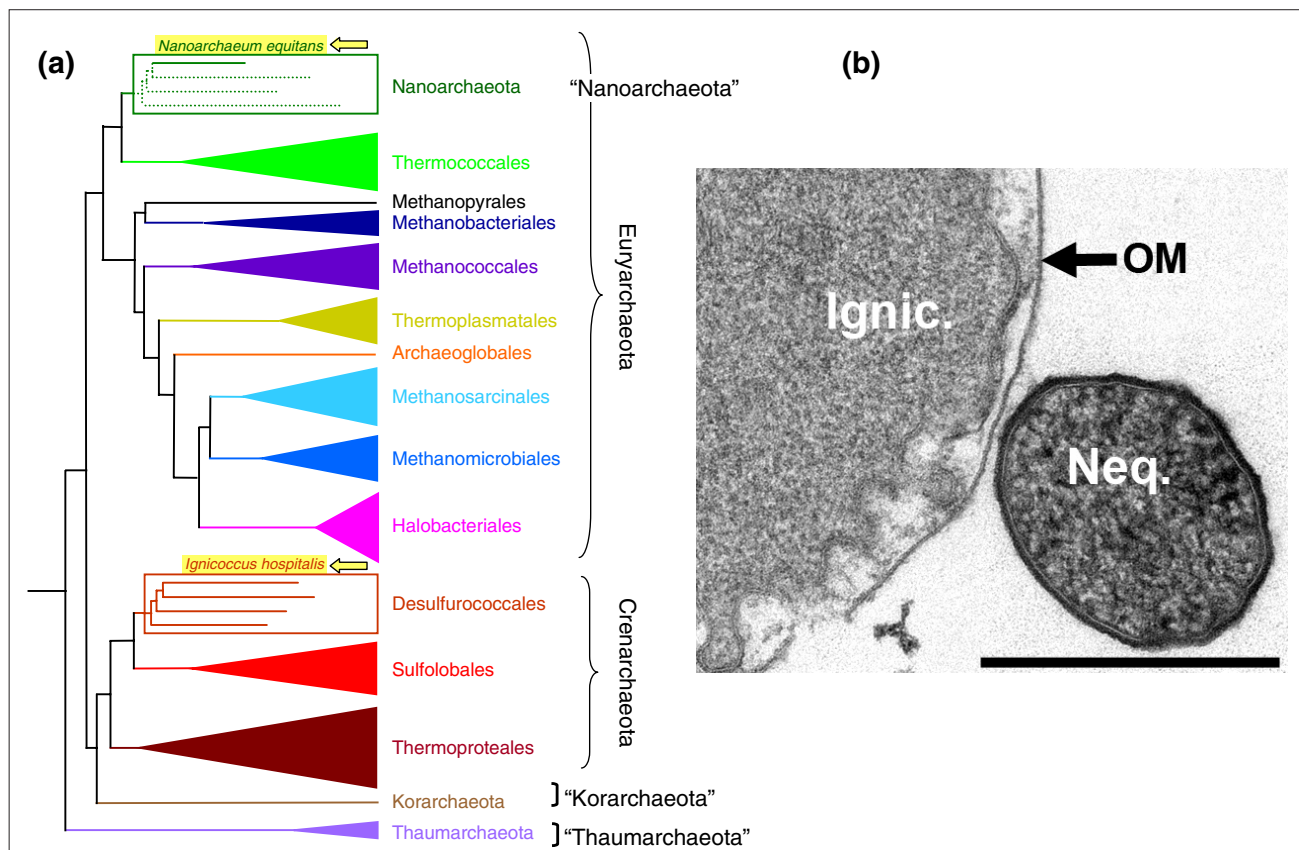 (a)
Nanoarchaeum equitans
Nanoarchaeota
“Nanoarchaeota”
Thermococcales
Methanopyrales
Methanobacteriales
Methanococcales
Thermoplasmatales
Archaeoglobales
Methanosarcinales
Methanomicrobiales
Halobacteriales
Euryarchaeota
Ignicoccus hospitalis
Desulfurococcales
Sulfolobales
Thermoproteales
Crenarchaeota
Korarchaeota
“Korarchaeota”
Thaumarchaeota
“Thaumarchaeota”
(b)
OM
Ignic.
Neq.